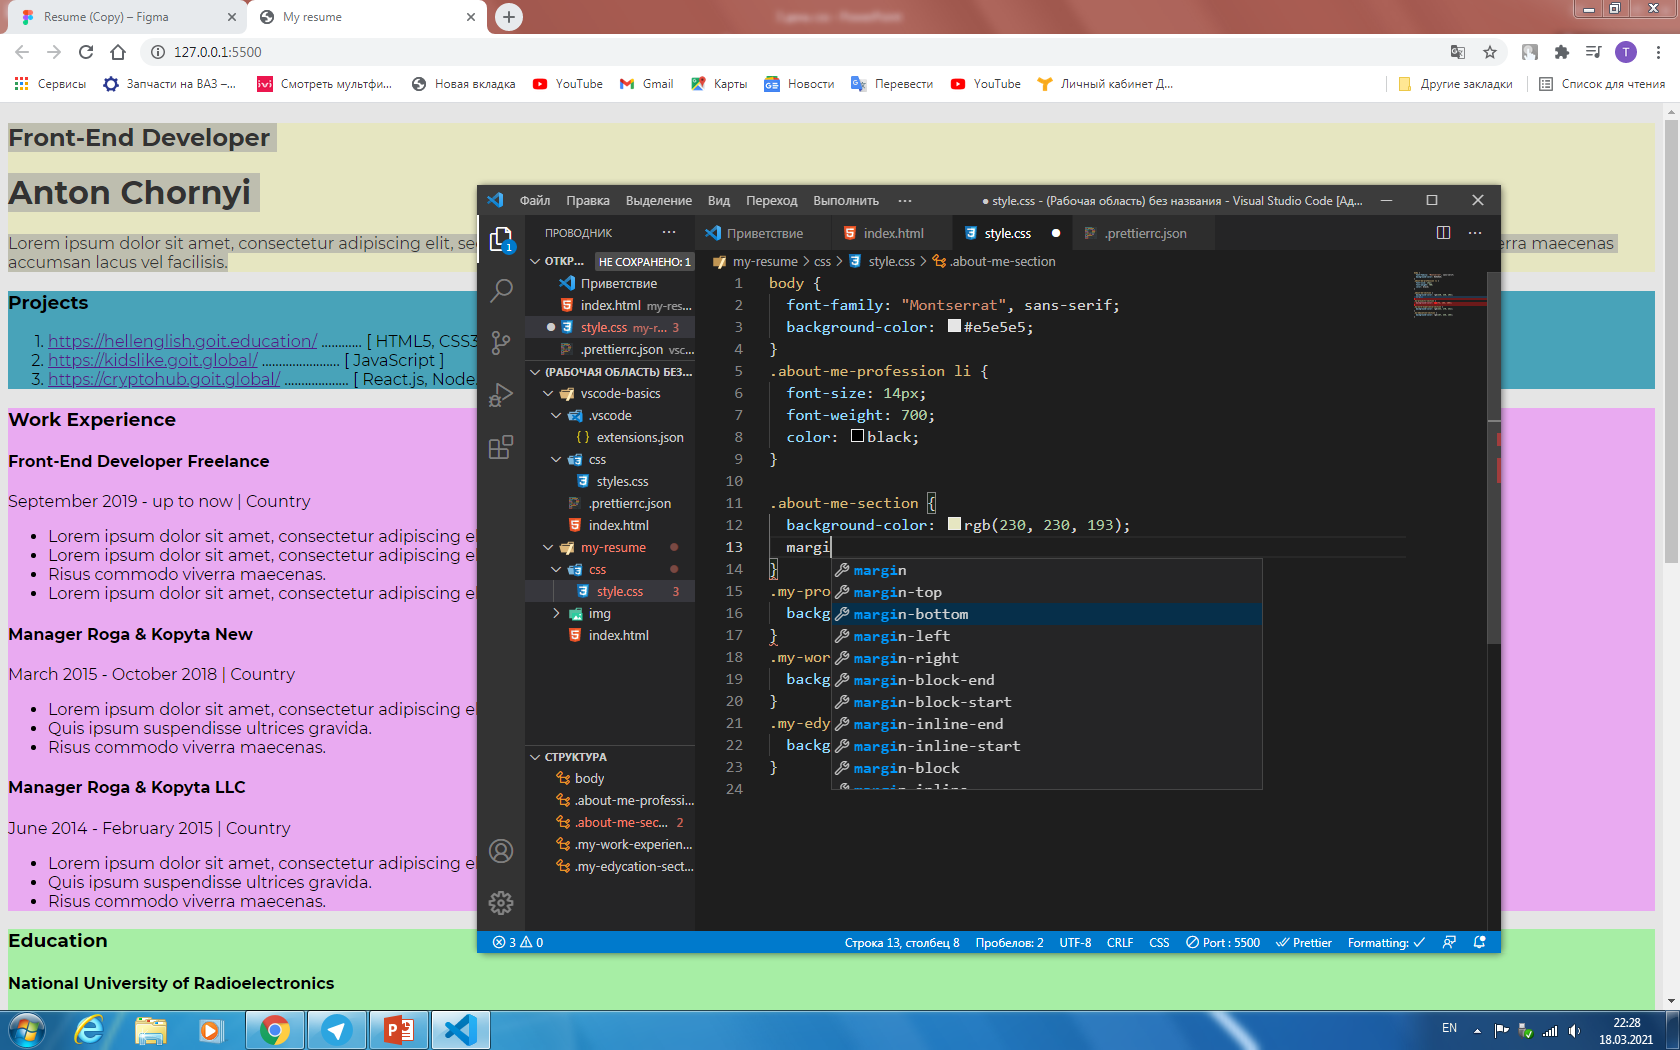 Resume (Copy) – Figma
My resume
127.0.0.1:5500
T
Сервисы
Запчасти на ВАЗ –...
Смотреть мультфи...
Новая вкладка
YouTube
Gmail
Карты
Новости
Перевести
YouTube
Личный кабинет Д...
Другие закладки
Список для чтения
Front-End Developer
Anton Chornyi
Lorem ipsum dolor sit amet, consectetur adipiscing elit, se
rra maecenas
accumsan lacus vel facilisis.
Projects
1. https://hellenglish.goit.education/ ............ [ HTML5, CSS3
2. https://kidslike.goit.global/ ....................... [ JavaScript ]
3. https://cryptohub.goit.global/ ................... [ React.js, Node.
Work Experience
Front-End Developer Freelance
September 2019 - up to now | Country
Lorem ipsum dolor sit amet, consectetur adipiscing el
Lorem ipsum dolor sit amet, consectetur adipiscing el
Risus commodo viverra maecenas.
Lorem ipsum dolor sit amet, consectetur adipiscing el
Manager Roga & Kopyta New
March 2015 - October 2018 | Country
Lorem ipsum dolor sit amet, consectetur adipiscing el
Quis ipsum suspendisse ultrices gravida.
Risus commodo viverra maecenas.
Manager Roga & Kopyta LLC
June 2014 - February 2015 | Country
Lorem ipsum dolor sit amet, consectetur adipiscing el
Quis ipsum suspendisse ultrices gravida.
Risus commodo viverra maecenas.
Education
National University of Radioelectronics
Файл Правка Выделение Вид Переход Выполнить ···
● style.css - (Рабочая область) без названия - Visual Studio Code [Ад...
1
ПРОВОДНИК ···
ОТКР... НЕ СОХРАНЕНО: 1
Приветствие
index.html my-res...
style.css my-r... 3
.prettierrc.json vsc...
(РАБОЧАЯ ОБЛАСТЬ) БЕЗ...
vscode-basics
.vscode
{ } extensions.json
css
styles.css
.prettierrc.json
index.html
my-resume
css
style.css 3
img
index.html
СТРУКТУРА
body
.about-me-professi...
.about-me-sec... 2
.my-work-experien...
.my-edycation-sect...
Приветствие
index.html
style.css
.prettierrc.json
my-resume > css > style.css > .about-me-section
1 body {
2 font-family: "Montserrat", sans-serif;
3 background-color: #e5e5e5;
4 }
5 .about-me-profession li {
6 font-size: 14px;
7 font-weight: 700;
8 color: black;
9 }
10
11 .about-me-section {
12 background-color: rgb(230, 230, 193);
13 margi
14 }
15 .my-pro
16 backg
17 }
18 .my-wor
19 backg
20 }
21 .my-edy
22 backg
23 }
24
margin
margin-top
margin-bottom
margin-left
margin-right
margin-block-end
margin-block-start
margin-inline-end
margin-inline-start
margin-block
margin-inline
3 0
Строка 13, столбец 8
Пробелов: 2
UTF-8
CRLF
CSS
Port : 5500
Prettier
Formatting:
EN
22:28
18.03.2021